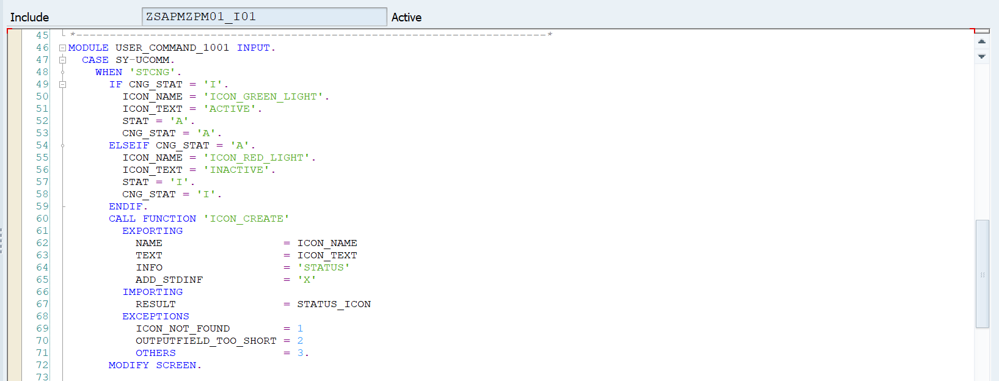 Include ZSAPMZPM01_I01 Active
45 *----------------------------------------------------------------------*
46 MODULE USER_COMMAND_1001 INPUT.
47   CASE SY-UCOMM.
48     WHEN 'STCNG'.
49       IF CNG_STAT = 'I'.
50         ICON_NAME = 'ICON_GREEN_LIGHT'.
51         ICON_TEXT = 'ACTIVE'.
52         STAT = 'A'.
53         CNG_STAT = 'A'.
54       ELSEIF CNG_STAT = 'A'.
55         ICON_NAME = 'ICON_RED_LIGHT'.
56         ICON_TEXT = 'INACTIVE'.
57         STAT = 'I'.
58         CNG_STAT = 'I'.
59       ENDIF.
60       CALL FUNCTION 'ICON_CREATE'
61         EXPORTING
62           NAME                  = ICON_NAME
63           TEXT                  = ICON_TEXT
64           INFO                  = 'STATUS'
65           ADD_STDINF            = 'X'
66         IMPORTING
67           RESULT                = STATUS_ICON
68         EXCEPTIONS
69           ICON_NOT_FOUND        = 1
70           OUTPUTFIELD_TOO_SHORT = 2
71           OTHERS                = 3.
72       MODIFY SCREEN.
73